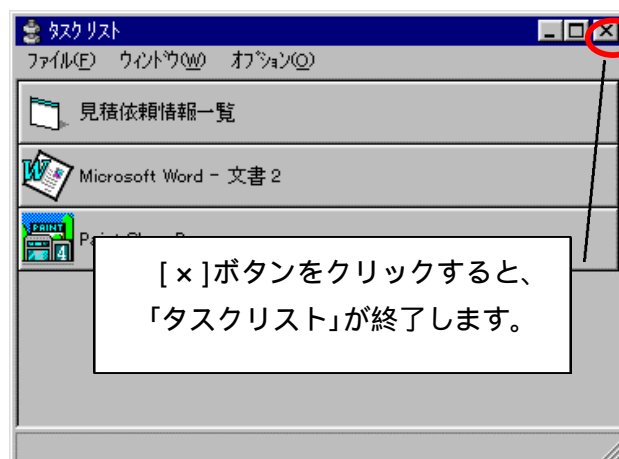 タスク リスト
ファイル(F) ウィンドウ(W) オプション(O)
見積依頼情報一覧
Microsoft Word - 文書 2
PAINT
4
[×]ボタンをクリックすると、
「タスクリスト」が終了します。